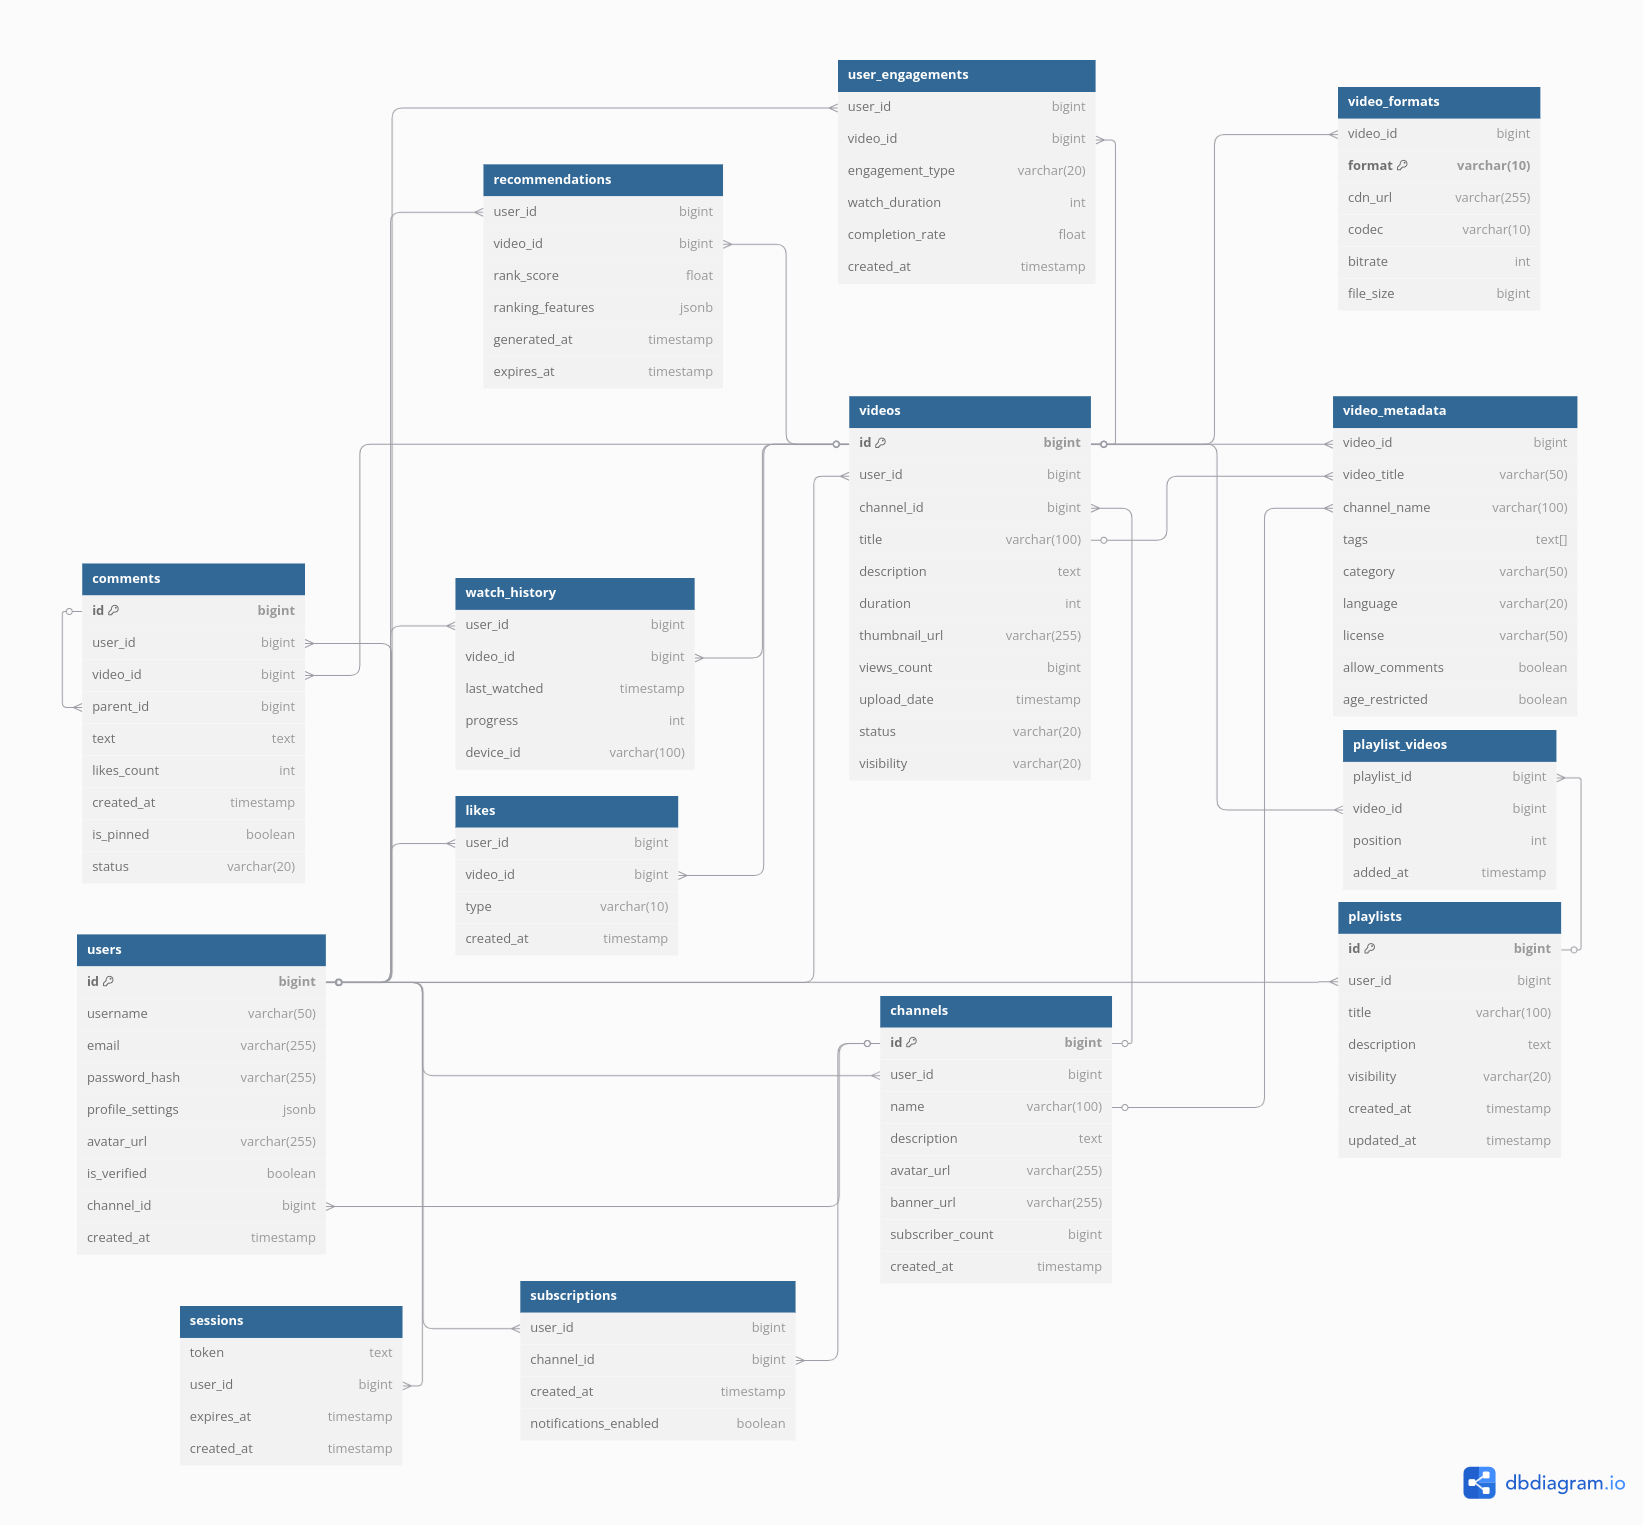 user_engagements
user_id bigint
video_id bigint
engagement_type varchar(20)
watch_duration int
completion_rate float
created_at timestamp
video_formats
video_id bigint
format varchar(10)
cdn_url varchar(255)
codec varchar(10)
bitrate int
file_size bigint
recommendations
user_id bigint
video_id bigint
rank_score float
ranking_features jsonb
generated_at timestamp
expires_at timestamp
videos
id bigint
user_id bigint
channel_id bigint
title varchar(100)
description text
duration int
thumbnail_url varchar(255)
views_count bigint
upload_date timestamp
status varchar(20)
visibility varchar(20)
video_metadata
video_id bigint
video_title varchar(50)
channel_name varchar(100)
tags text[]
category varchar(50)
language varchar(20)
license varchar(50)
allow_comments boolean
age_restricted boolean
comments
id bigint
user_id bigint
video_id bigint
parent_id bigint
text text
likes_count int
created_at timestamp
is_pinned boolean
status varchar(20)
watch_history
user_id bigint
video_id bigint
last_watched timestamp
progress int
device_id varchar(100)
playlist_videos
playlist_id bigint
video_id bigint
position int
added_at timestamp
likes
user_id bigint
video_id bigint
type varchar(10)
created_at timestamp
playlists
id bigint
user_id bigint
title varchar(100)
description text
visibility varchar(20)
created_at timestamp
updated_at timestamp
users
id bigint
username varchar(50)
email varchar(255)
password_hash varchar(255)
profile_settings jsonb
avatar_url varchar(255)
is_verified boolean
channel_id bigint
created_at timestamp
channels
id bigint
user_id bigint
name varchar(100)
description text
avatar_url varchar(255)
banner_url varchar(255)
subscriber_count bigint
created_at timestamp
subscriptions
user_id bigint
channel_id bigint
created_at timestamp
notifications_enabled boolean
sessions
token text
user_id bigint
expires_at timestamp
created_at timestamp
dbdiagram.io